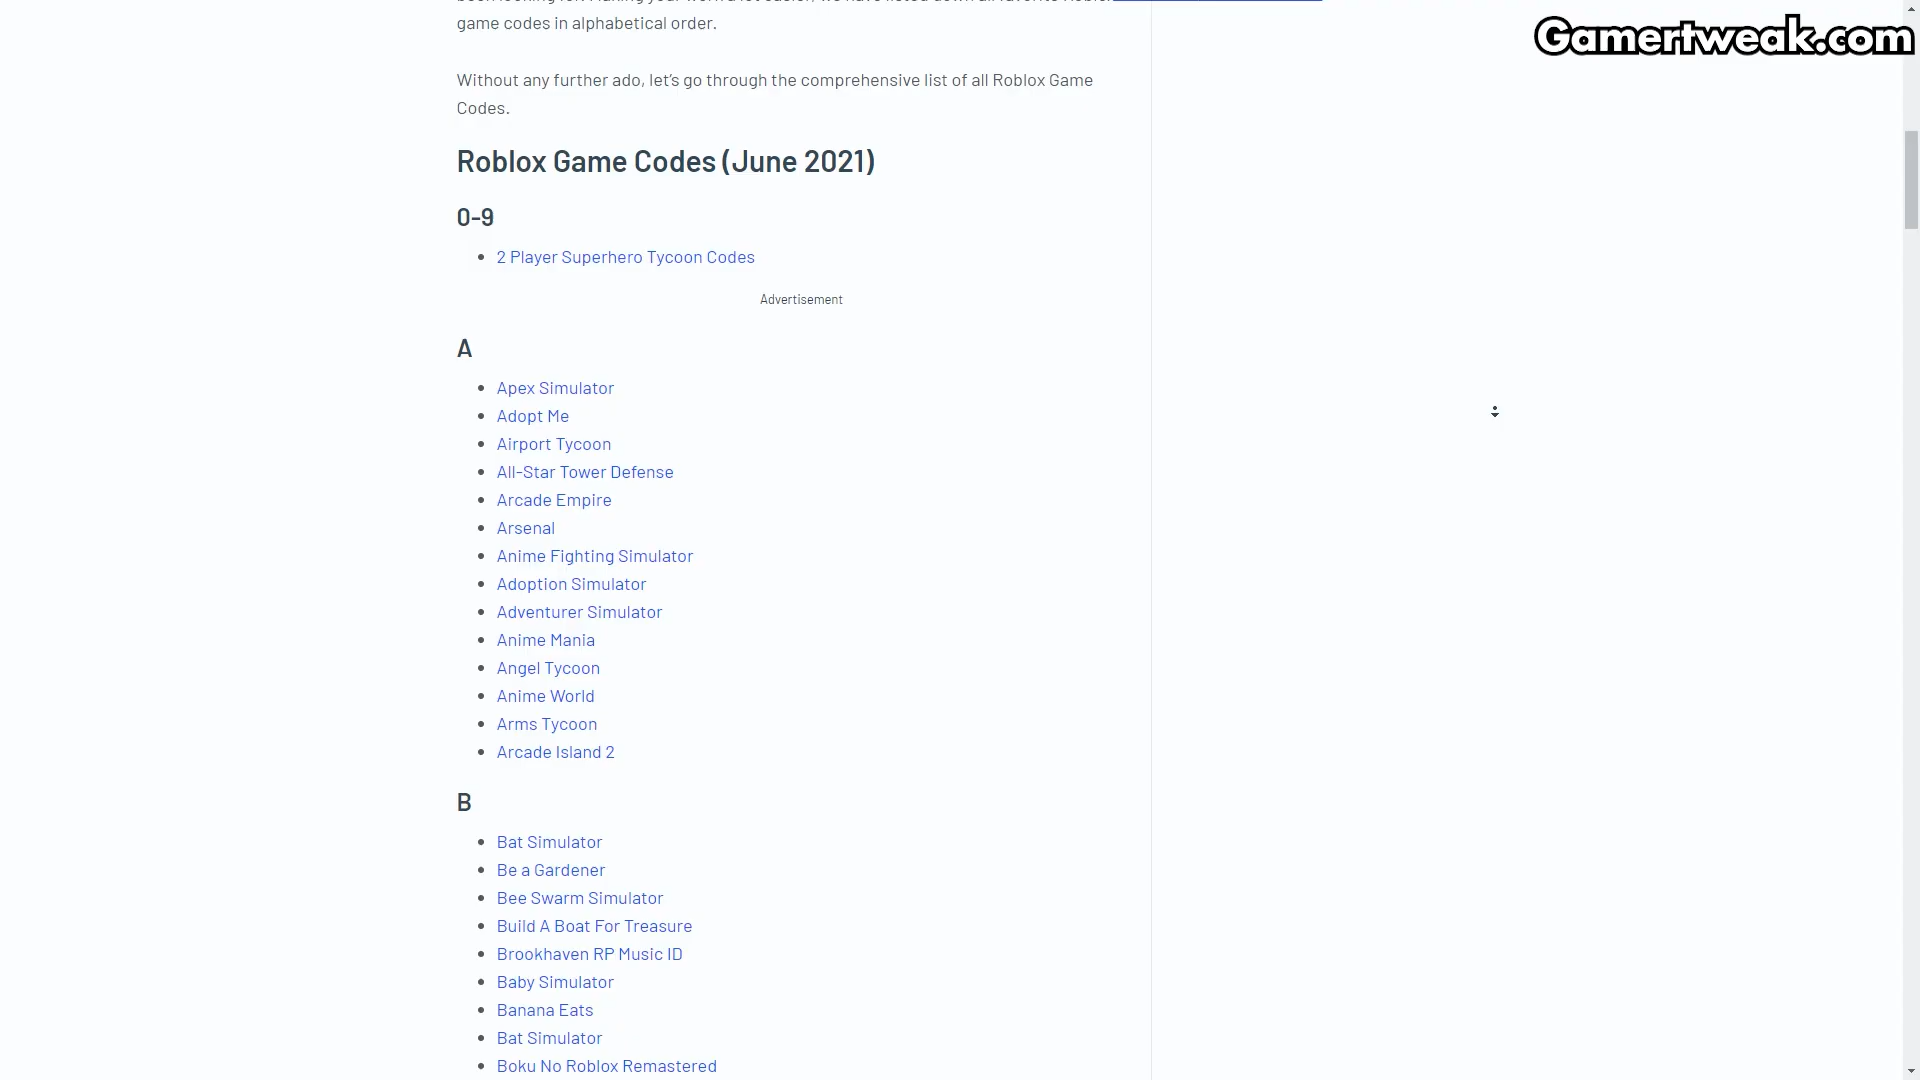 Gamertweak.com
game codes in alphabetical order.
Without any further ado, let's go through the comprehensive list of all Roblox Game
Codes.
Roblox Game Codes (June 2021)
0-9
2 Player Superhero Tycoon Codes
Advertisement
A
Apex Simulator
Adopt Me
Airport Tycoon
All-Star Tower Defense
Arcade Empire
Arsenal
Anime Fighting Simulator
Adoption Simulator
Adventurer Simulator
Anime Mania
Angel Tycoon
Anime World
Arms Tycoon
Arcade Island 2
B
Bat Simulator
Be a Gardener
Bee Swarm Simulator
Build A Boat For Treasure
Brookhaven RP Music ID
Baby Simulator
Banana Eats
Bat Simulator
Boku No Roblox Remastered